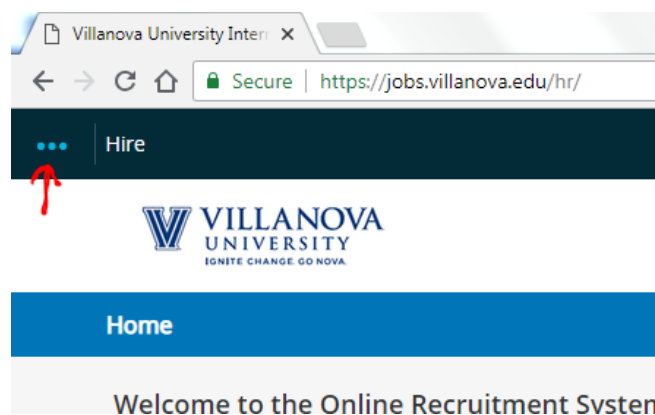 Villanova University Intern
Secure | https://jobs.villanova.edu/hr/
Hire
VILLANOVA
UNIVERSITY
IGNITE CHANGE. GO NOVA.
Home
Welcome to the Online Recruitment System